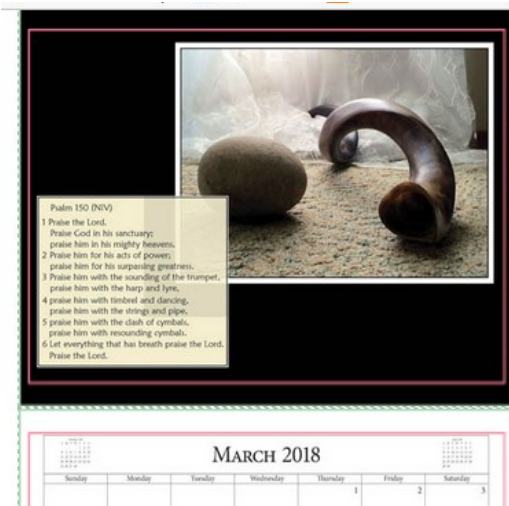 Psalm 150 (NIV)
1 Praise the Lord.
Praise God in his sanctuary;
praise him in his mighty heavens.
2 Praise him for his acts of power;
praise him for his surpassing greatness.
3 Praise him with the sounding of the trumpet,
praise him with the harp and lyre,
4 praise him with timbrel and dancing,
praise him with the strings and pipe,
5 praise him with the clash of cymbals,
praise him with resounding cymbals.
6 Let everything that has breath praise the Lord.
Praise the Lord.
MARCH 2018
Sunday Monday Tuesday Wednesday Thursday Friday Saturday
1 2 3